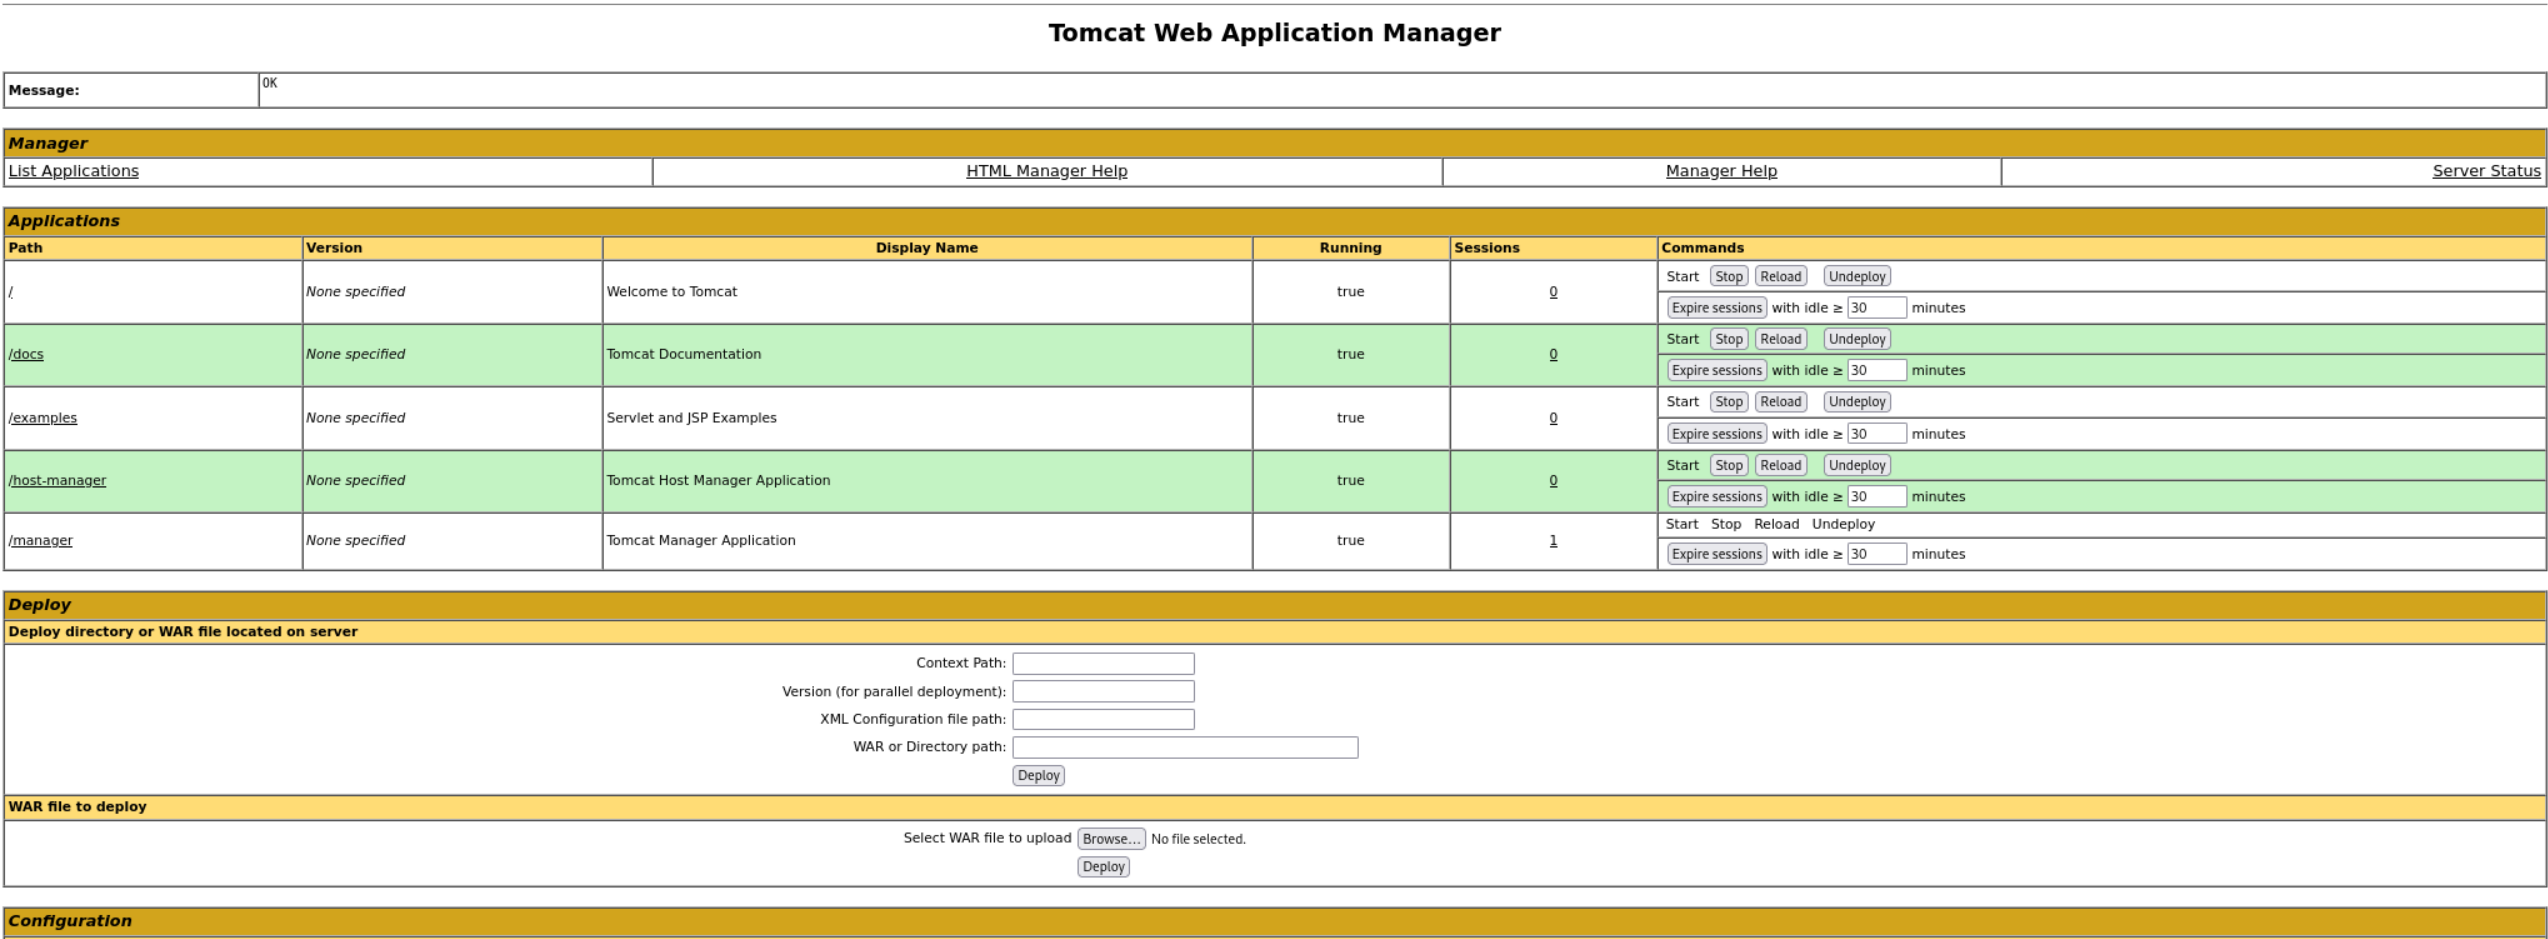 Tomcat Web Application Manager
Message: OK
Manager
List Applications HTML Manager Help Manager Help Server Status
Applications
Path Version Display Name Running Sessions Commands
/ None specified Welcome to Tomcat true 0 Start Stop Reload Undeploy
Expire sessions with idle ≥ 30 minutes
/docs None specified Tomcat Documentation true 0 Start Stop Reload Undeploy
Expire sessions with idle ≥ 30 minutes
/examples None specified Servlet and JSP Examples true 0 Start Stop Reload Undeploy
Expire sessions with idle ≥ 30 minutes
/host-manager None specified Tomcat Host Manager Application true 0 Start Stop Reload Undeploy
Expire sessions with idle ≥ 30 minutes
/manager None specified Tomcat Manager Application true 1 Start Stop Reload Undeploy
Expire sessions with idle ≥ 30 minutes
Deploy
Deploy directory or WAR file located on server
Context Path:
Version (for parallel deployment):
XML Configuration file path:
WAR or Directory path:
Deploy
WAR file to deploy
Select WAR file to upload Browse... No file selected.
Deploy
Configuration